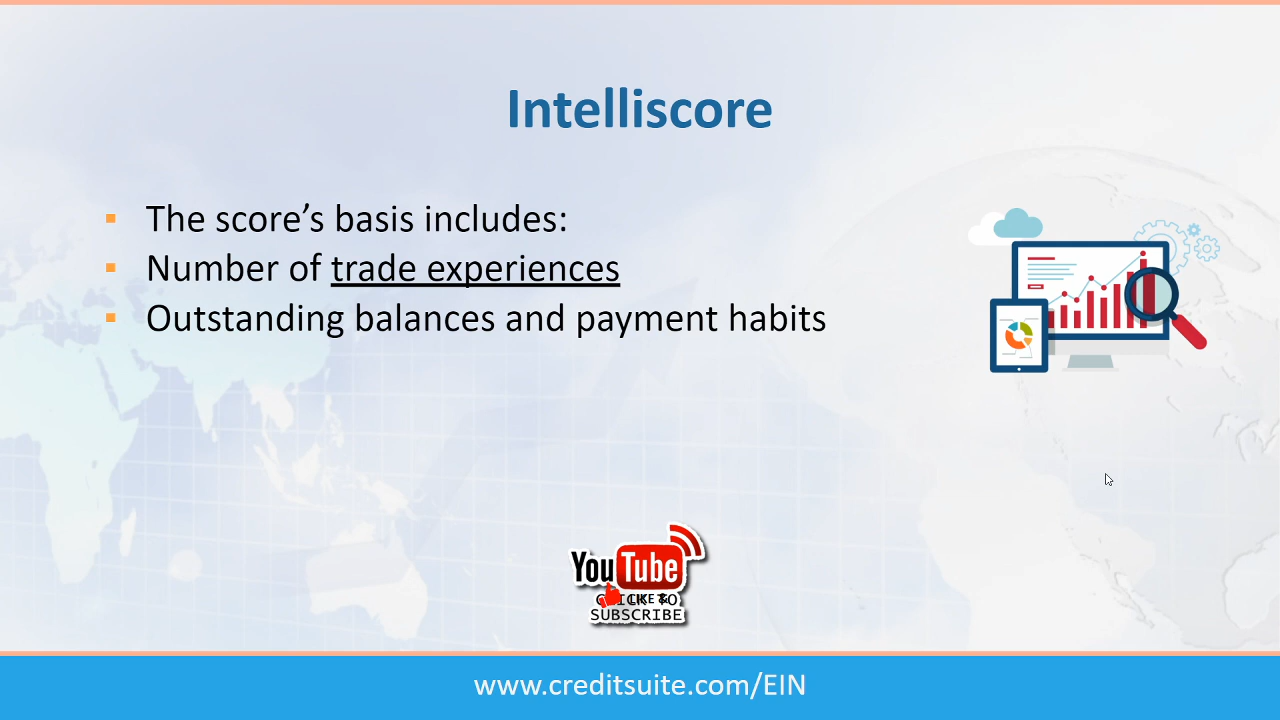 Intelliscore
The score’s basis includes:
Number of trade experiences
Outstanding balances and payment habits
YouTube
SUBSCRIBE
www.creditsuite.com/EIN